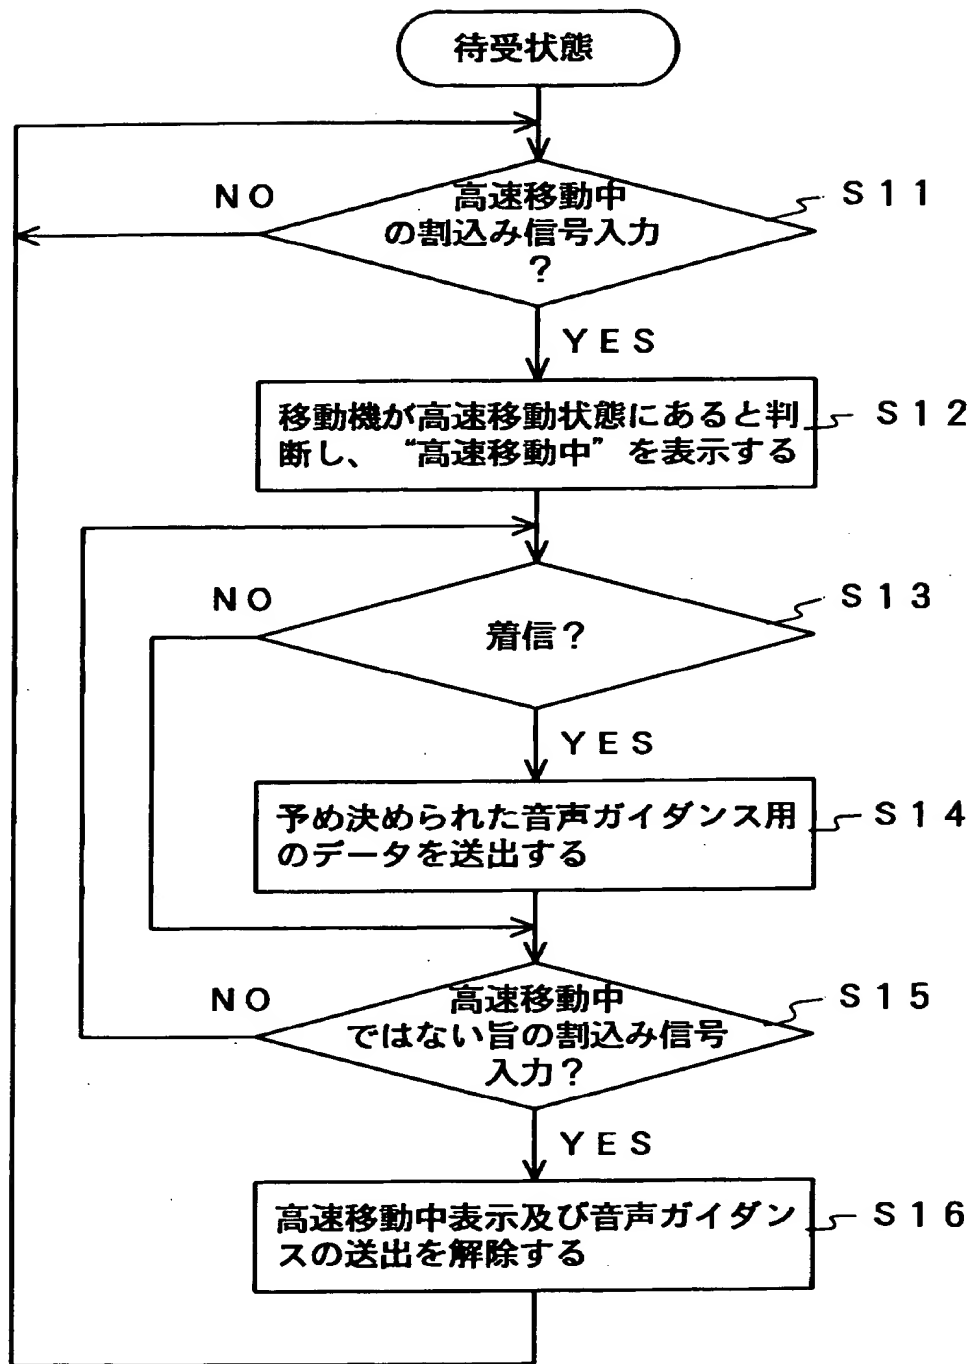 待受状態
高速移動中
の割込み信号入力
?
NO
S11
YES
移動機が高速移動状態にあると判
断し、“高速移動中”を表示する
S12
NO
着信?
S13
YES
予め決められた音声ガイダンス用
のデータを送出する
S14
NO
高速移動中
ではない旨の割込み信号
入力?
S15
YES
高速移動中表示及び音声ガイダン
スの送出を解除する
S16